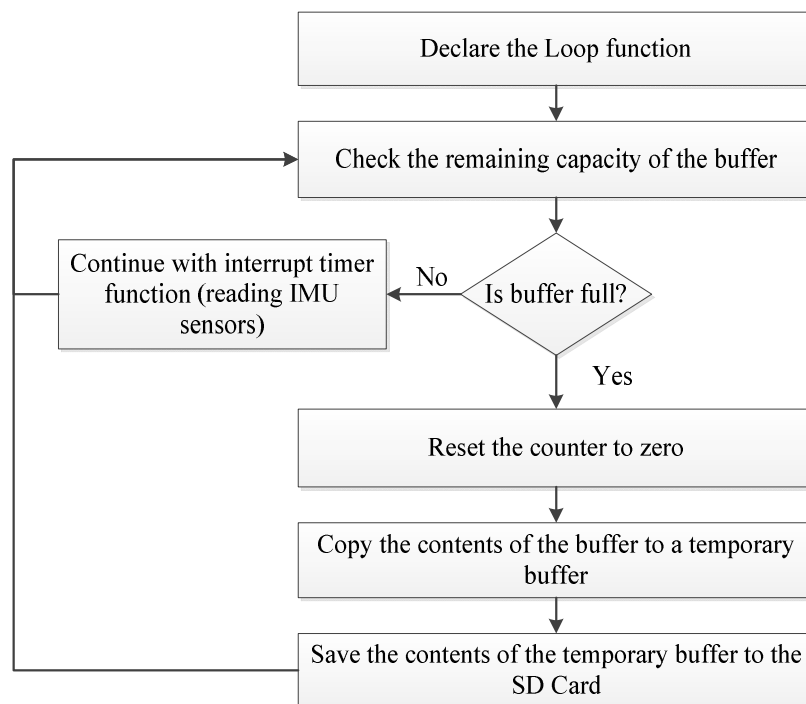 Declare the Loop function
Check the remaining capacity of the buffer
Continue with interrupt timer
function (reading IMU
sensors)
No
Is buffer full?
Yes
Reset the counter to zero
Copy the contents of the buffer to a temporary
buffer
Save the contents of the temporary buffer to the
SD Card